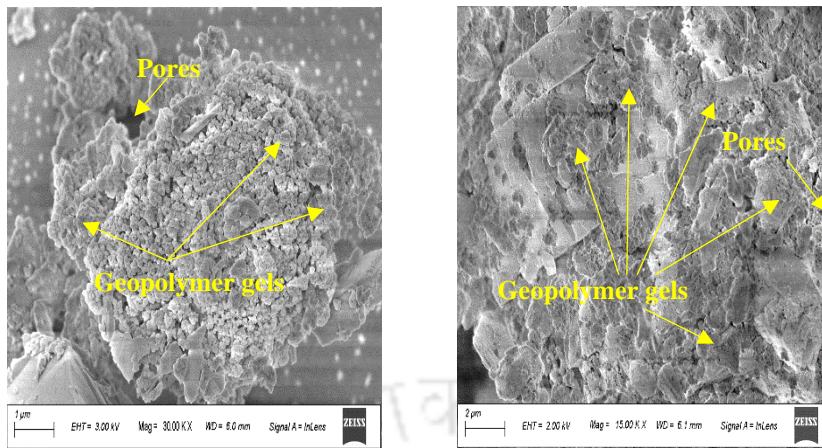 Pores
Geopolymer gels
1 µm
EHT = 3.00 kV
Mag = 30.00 K X
WD = 6.0 mm
Signal A = InLens
ZEISS
Pores
Geopolymer gels
2 µm
EHT = 2.00 kV
Mag = 15.00 K X
WD = 6.1 mm
Signal A = InLens
ZEISS